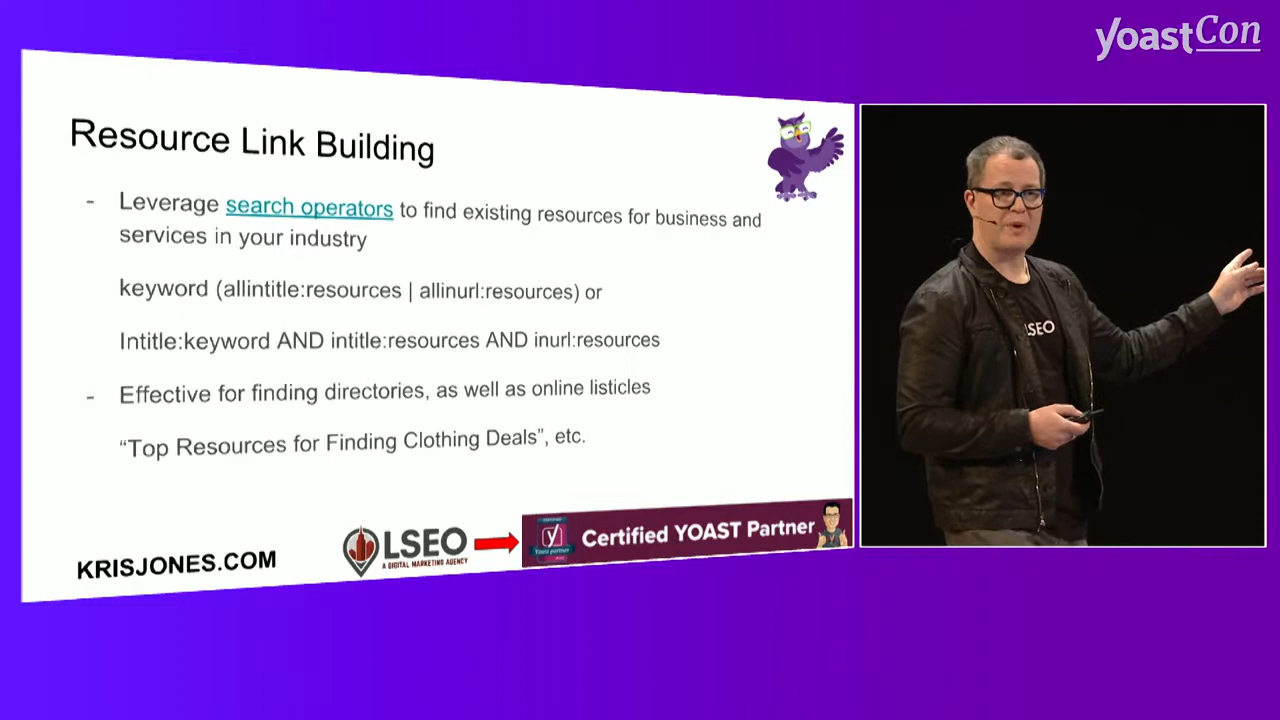 yoastCon
Resource Link Building
- Leverage search operators to find existing resources for business and
services in your industry
keyword (allintitle:resources | allinurl:resources) or
Intitle:keyword AND intitle:resources AND inurl:resources
- Effective for finding directories, as well as online listicles
“Top Resources for Finding Clothing Deals”, etc.
KRISJONES.COM
LSEO
A DIGITAL MARKETING AGENCY
y
Yoast partner
Certified YOAST Partner
LSEO